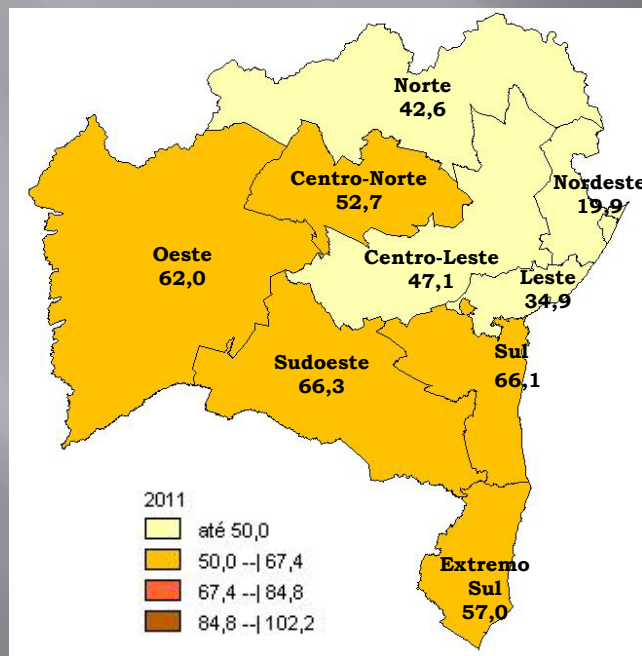 Norte
42,6
Centro-Norte
52,7
Nordeste
19,9
Oeste
62,0
Centro-Leste
47,1
Leste
34,9
Sudoeste
66,3
Sul
66,1
Extremo
Sul
57,0
2011
até 50,0
50,0 --| 67,4
67,4 --| 84,8
84,8 --| 102,2